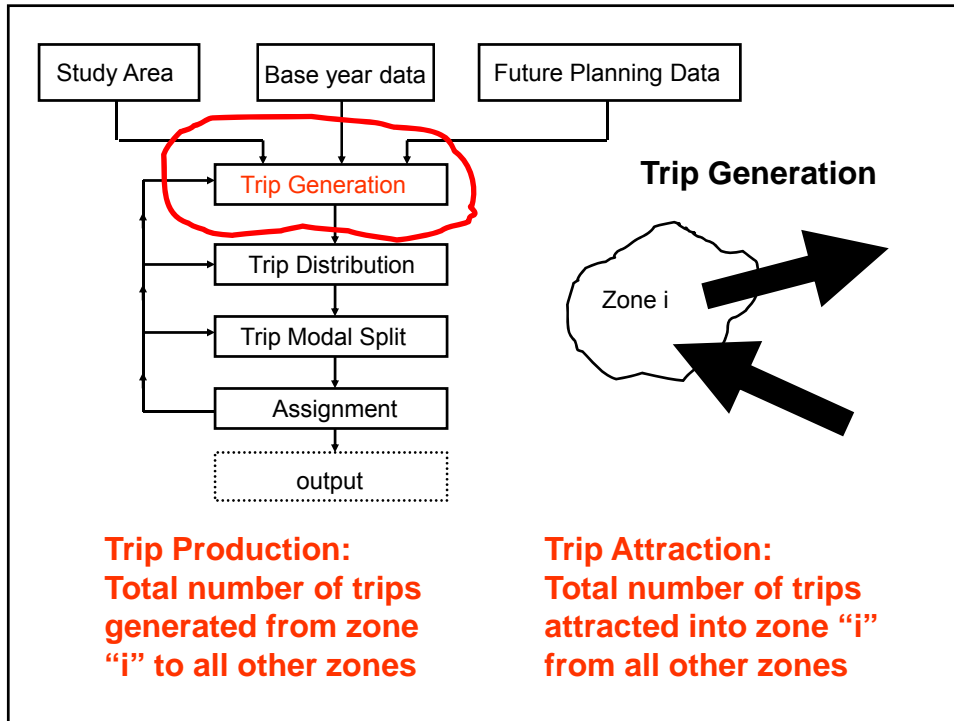 Study Area
Base year data
Future Planning Data
Trip Generation
Trip Distribution
Trip Modal Split
Assignment
output
Trip Generation
Zone i
Trip Production:
Total number of trips
generated from zone
“i” to all other zones
Trip Attraction:
Total number of trips
attracted into zone “i”
from all other zones